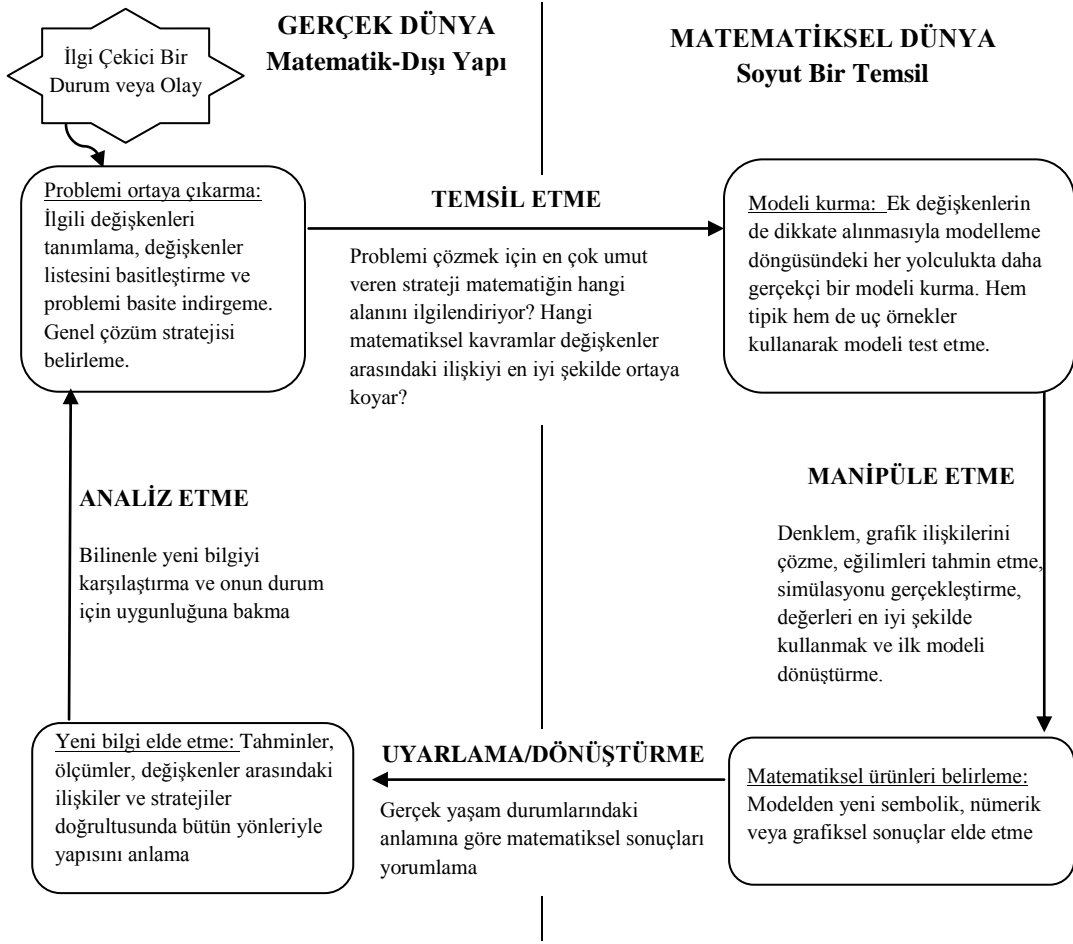 GERÇEK DÜNYA
Matematik-Dışı Yapı
MATEMATİKSEL DÜNYA
Soyut Bir Temsil
İlgi Çekici Bir
Durum veya Olay
Problemi ortaya çıkarma:
İlgili değişkenleri
tanımlama, değişkenler
listesini basitleştirme ve
problemi basite indirgeme.
Genel çözüm stratejisi
belirleme.
TEMSİL ETME
Problemi çözmek için en çok umut
veren strateji matematiğin hangi
alanını ilgilendiriyor? Hangi
matematiksel kavramlar değişkenler
arasındaki ilişkiyi en iyi şekilde ortaya
koyar?
Modeli kurma: Ek değişkenlerin
de dikkate alınmasıyla modelleme
döngüsündeki her yolculukta daha
gerçekçi bir modeli kurma. Hem
tipik hem de uç örnekler
kullanarak modeli test etme.
MANİPÜLE ETME
Denklem, grafik ilişkilerini
çözme, eğilimleri tahmin etme,
simülasyonu gerçekleştirme,
değerleri en iyi şekilde
kullanmak ve ilk modeli
dönüştürme.
Matematiksel ürünleri belirleme:
Modelden yeni sembolik, nümerik
veya grafiksel sonuçlar elde etme
UYARLAMA/DÖNÜŞTÜRME
Gerçek yaşam durumlarındaki
anlamına göre matematiksel sonuçları
yorumlama
Yeni bilgi elde etme: Tahminler,
ölçümler, değişkenler arasındaki
ilişkiler ve stratejiler
doğrultusunda bütün yönleriyle
yapısını anlama
ANALİZ ETME
Bilinenle yeni bilgiyi
karşılaştırma ve onun durum
için uygunluğuna bakma